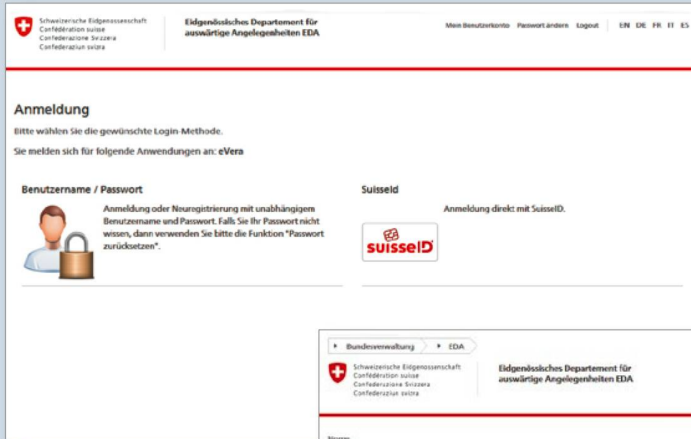 Schweizerische Eidgenossenschaft
Confédération suisse
Confederazione Svizzera
Confederaziun svizra
Eidgenössisches Departement für
auswärtige Angelegenheiten EDA
Mein Benutzerkonto Passwort ändern Logout EN DE FR IT ES
Anmeldung
Bitte wählen Sie die gewünschte Login-Methode.
Sie melden sich für folgende Anwendungen an: eVera
Benutzername / Passwort
Anmeldung oder Neuregistrierung mit unabhängigem
Benutzername und Passwort. Falls Sie Ihr Passwort nicht
wissen, dann verwenden Sie bitte die Funktion "Passwort
zurücksetzen".
SuisseId
Anmeldung direkt mit SuisseID.
suisseID
Bundesverwaltung EDA
Schweizerische Eidgenossenschaft
Confédération suisse
Confederazione Svizzera
Confederaziun svizra
Eidgenössisches Departement für
auswärtige Angelegenheiten EDA